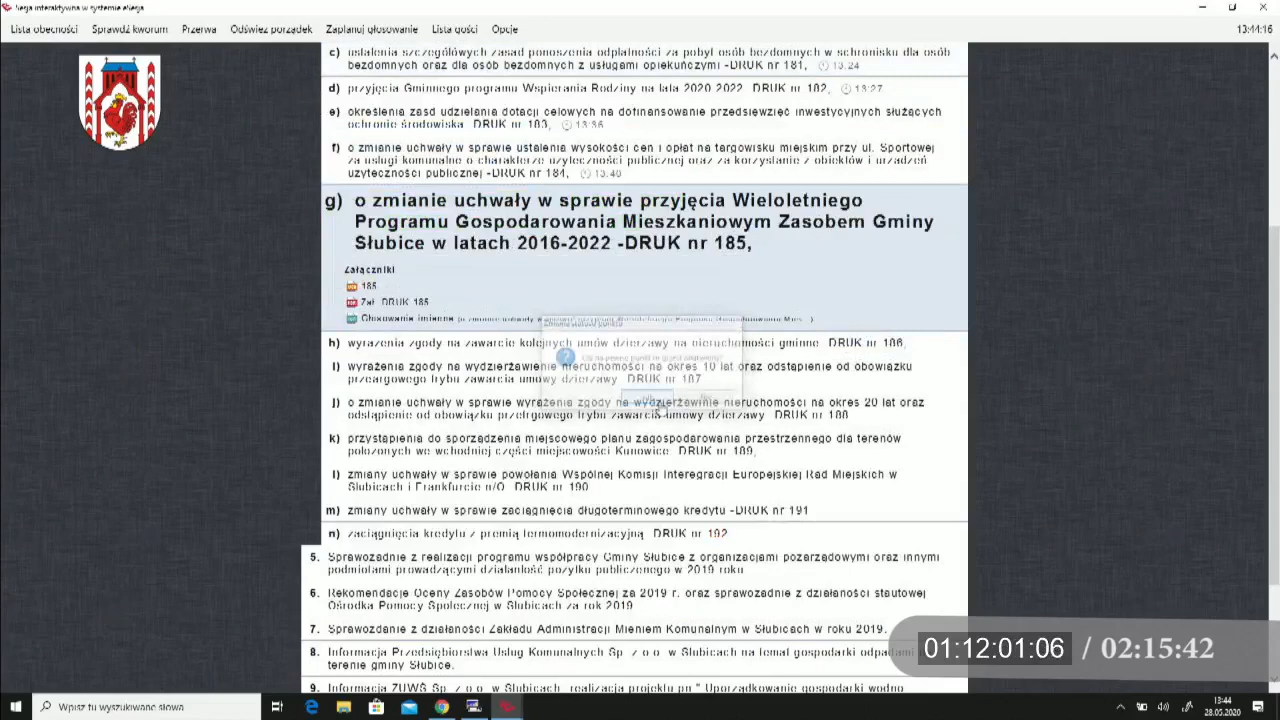 Sesja interaktywna w systemie eSesja
Lista obecności Sprawdź kworum Przerwa Odśwież porządek Zaplanuj głosowanie Lista gości Opcje 13:44:16
c) ustalenia szczegółowych zasad ponoszenia odpłatności za pobyt osób bezdomnych w schronisku dla osób
bezdomnych oraz dla osób bezdomnych z usługami opiekuńczymi -DRUK nr 181, 13:24
d) przyjęcia Gminnego programu Wspierania Rodziny na lata 2020-2022 DRUK nr 182, 13:27
e) określenia zasd udzielania dotacji celowych na dofinansowanie przedsięwzięć inwestycyjnych służących
ochronie środowiska DRUK nr 183, 13:36
f) o zmianie uchwały w sprawie ustalenia wysokości cen i opłat na targowisku miejskim przy ul. Sportowej
za usługi komunalne o charakterze użyteczności publicznej oraz za korzystanie z obiektów i urządzeń
użyteczności publicznej -DRUK nr 184, 13:40
g) o zmianie uchwały w sprawie przyjęcia Wieloletniego
Programu Gospodarowania Mieszkaniowym Zasobem Gminy
Słubice w latach 2016-2022 -DRUK nr 185,
Załączniki
185
Zał. DRUK 185
Głosowanie imienne
h) wyrażenia zgody na zawarcie kolejnych umów dzierżawy na nieruchomości gminne DRUK nr 186,
i) wyrażenia zgody na wydzierżawienie nieruchomości na okres 10 lat oraz odstąpienie od obowiązku
przetargowego trybu zawarcia umowy dzierżawy DRUK nr 187
j) o zmianie uchwały w sprawie wyrażenia zgody na wydzierżawinie nieruchomości na okres 20 lat oraz
odstąpienie od obowiązku przetrgowego trybu zawarcia umowy dzierżawy DRUK nr 188
k) przystąpienia do sporządzenia miejscowego planu zagospodarowania przestrzennego dla terenów
położonych we wschodniej części miejscowości Kunowice DRUK nr 189,
l) zmiany uchwały w sprawie powołania Wspólnej Komisji Interegracji Europejskiej Rad Miejskich w
Słubicach i Frankfurcie n/O DRUK nr 190
m) zmiany uchwały w sprawie zaciągnięcia długoterminowego kredytu -DRUK nr 191
n) zaciągnięcia kredytu z premią termomodernizacyjną DRUK nr 192
5. Sprawozadnie z realizacji programu współpracy Gminy Słubice z organizacjami pozarządowymi oraz innymi
podmiotami prowadzącymi działalność pożytku publicznego w 2019 roku
6. Rekomendacje Oceny Zasobów Pomocy Społecznej za 2019 r. oraz sprawozadnie z działaności stautowej
Ośrodka Pomocy Społecznej w Słubicach za rok 2019
7. Sprawozdanie z działaności Zakładu Administracji Mieniem Komunalnym w Słubicach w roku 2019.
8. Informacja Przedsiębiorstwa Usług Komunalnych Sp. z o.o. w Słubicach na temat gospodarki odpadami
terenie gminy Słubice.
9. Informacja ZUWŚ Sp. z o.o. w Słubicach realizacja projektu pn " Uporządkowanie gospodarki wodno
01:12:01:06 / 02:15:42
Wpisz tu wyszukiwane słowa
13:44
28.05.2020